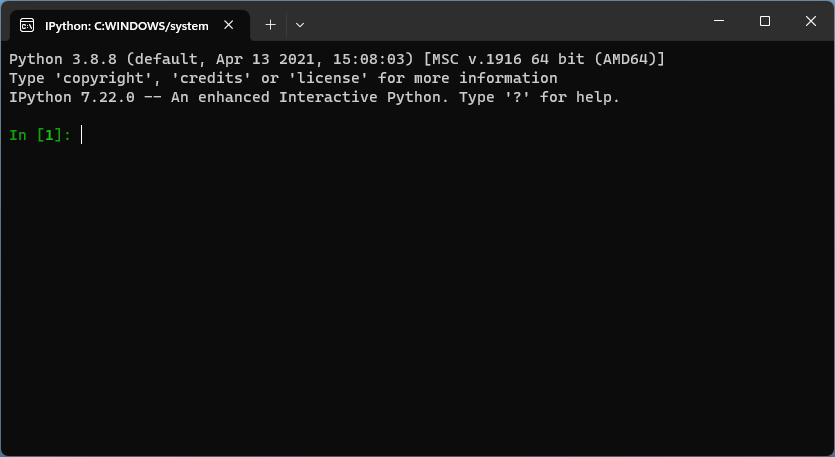 IPython: C:WINDOWS/system
Python 3.8.8 (default, Apr 13 2021, 15:08:03) [MSC v.1916 64 bit (AMD64)]
Type 'copyright', 'credits' or 'license' for more information
IPython 7.22.0 -- An enhanced Interactive Python. Type '?' for help.
In [1]: